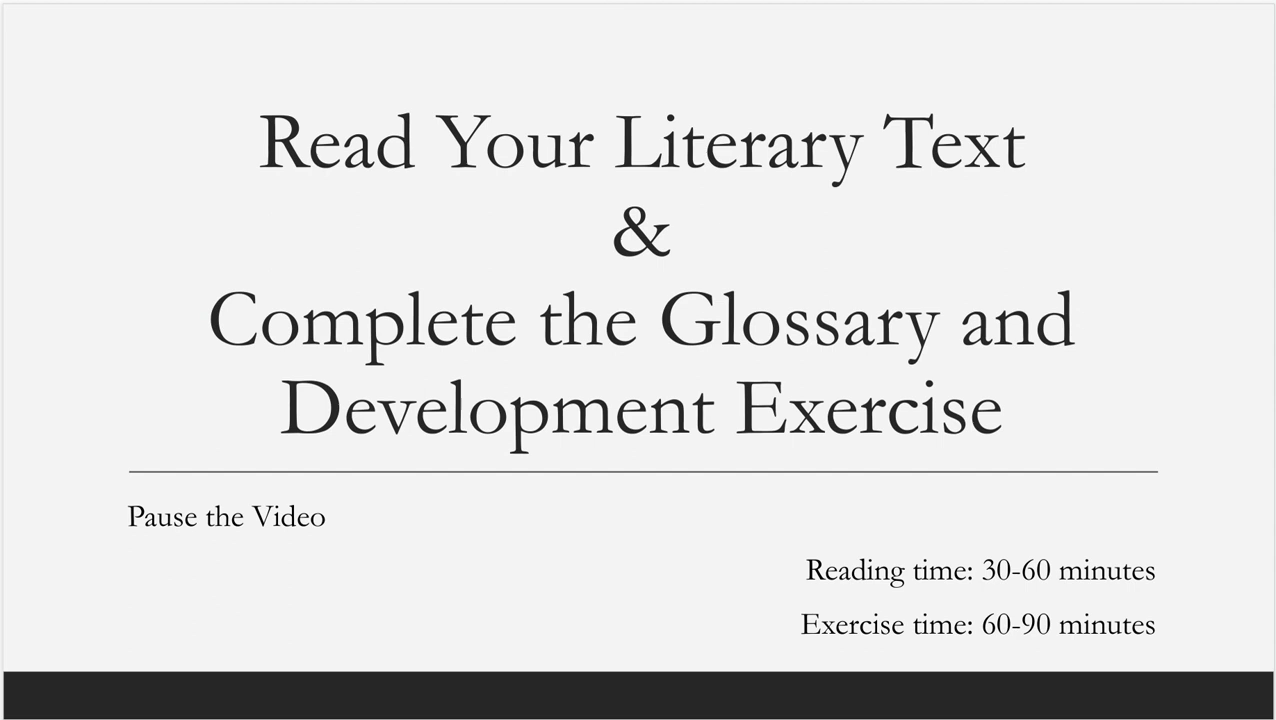 Read Your Literary Text
&
Complete the Glossary and
Development Exercise
Pause the Video
Reading time: 30-60 minutes
Exercise time: 60-90 minutes